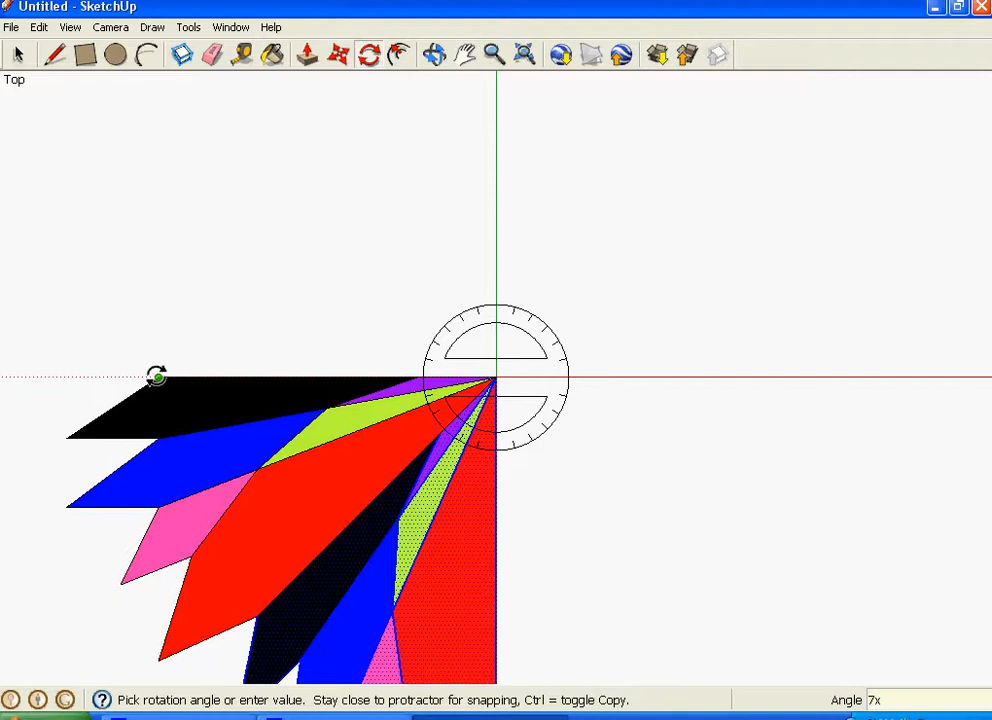 Untitled - SketchUp
File Edit View Camera Draw Tools Window Help
Top
Pick rotation angle or enter value. Stay close to protractor for snapping, Ctrl = toggle Copy. Angle 7x